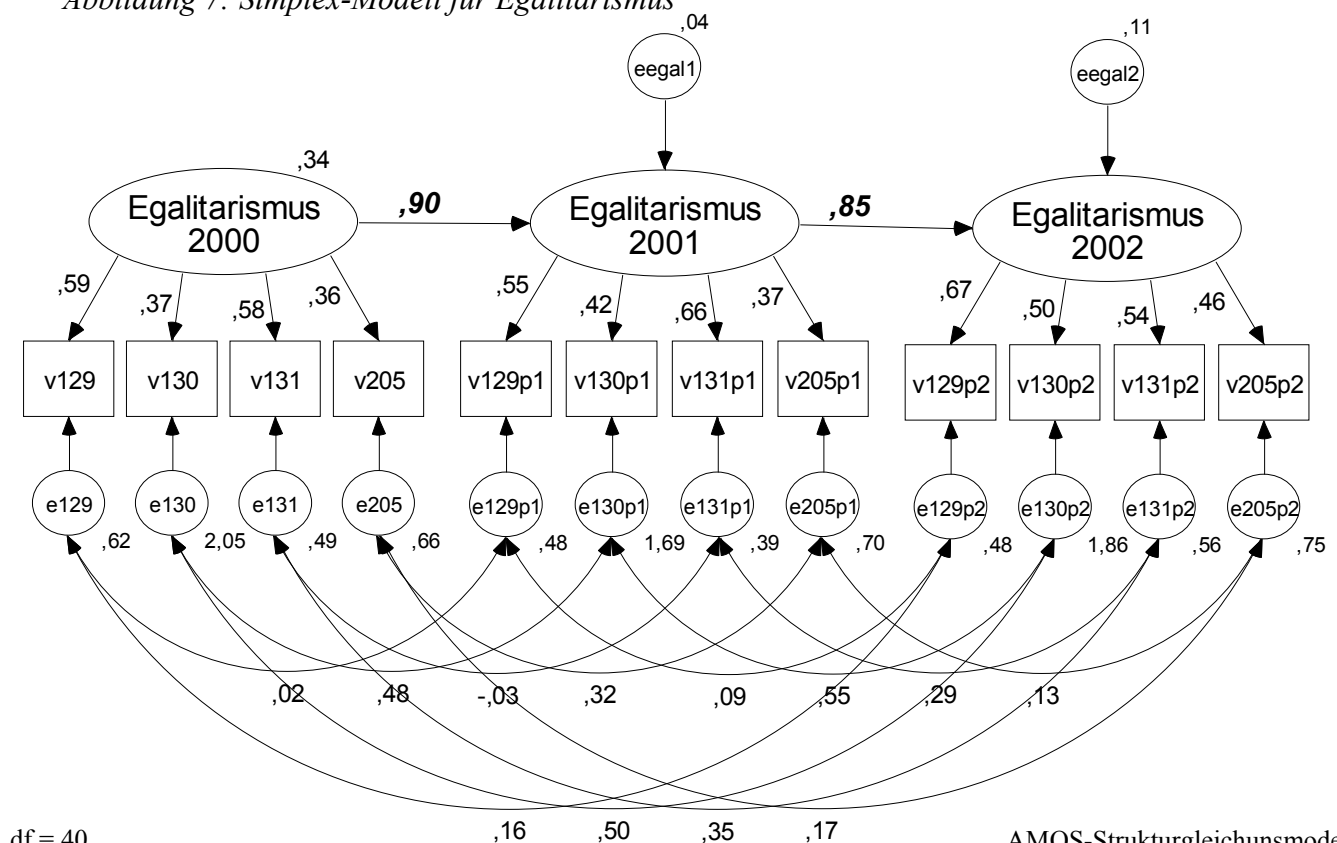 Abbildung 7: Simplex-Modell für Egalitarismus
,04
,11
eegal1
eegal2
,34
Egalitarismus
2000
,90
Egalitarismus
2001
,85
Egalitarismus
2002
,59
,37
,58
,36
,55
,42
,66
,37
,67
,50
,54
,46
v129
v130
v131
v205
v129p1
v130p1
v131p1
v205p1
v129p2
v130p2
v131p2
v205p2
e129
e130
e131
e205
e129p1
e130p1
e131p1
e205p1
e129p2
e130p2
e131p2
e205p2
,62
2,05
,49
,66
,48
1,69
,39
,70
,48
1,86
,56
,75
,02
,48
-,03
,32
,09
,55
,29
,13
,16
,50
,35
,17
df = 40
AMOS-Strukturgleichunsmode